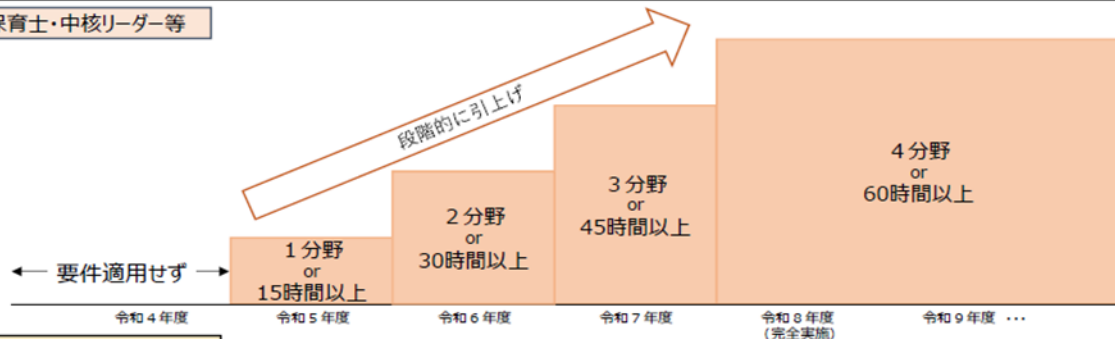 保育士・中核リーダー等
段階的に引上げ
4分野
or
60時間以上
3分野
or
45時間以上
2分野
or
30時間以上
1分野
or
15時間以上
← 要件適用せず →
令和4年度 令和5年度 令和6年度 令和7年度 令和8年度 令和9年度 ・・・
(完全実施)